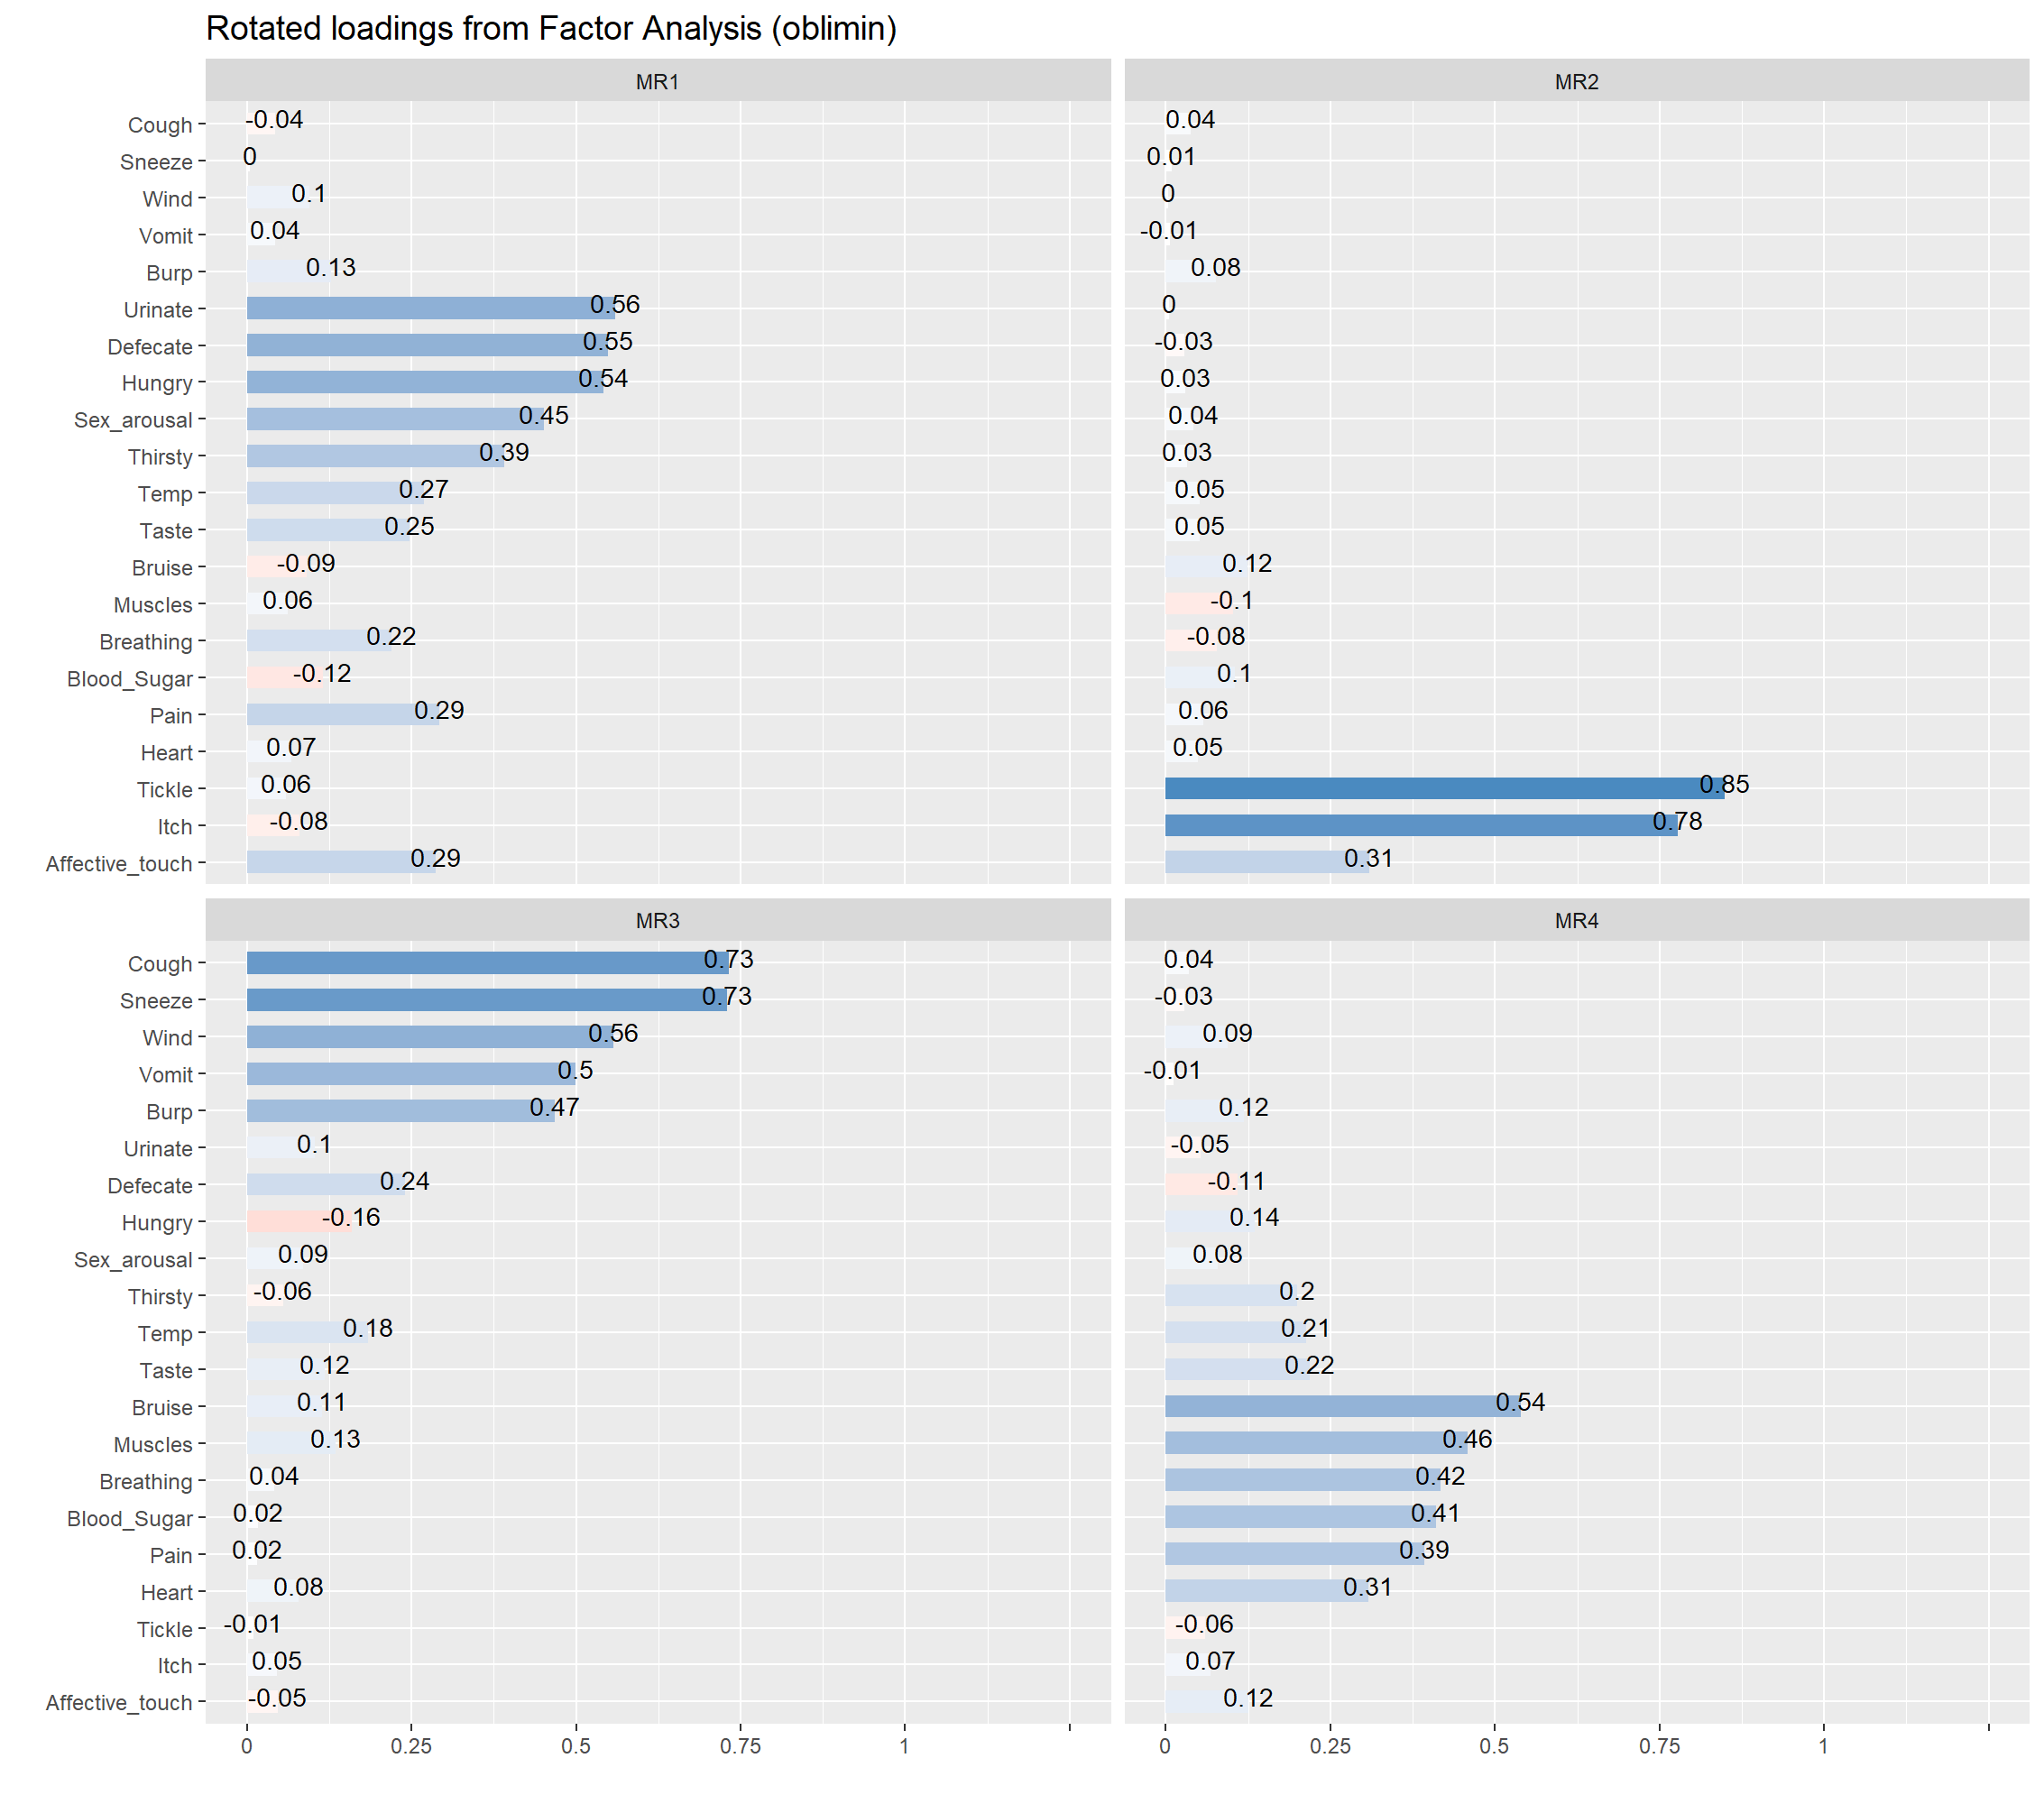 Rotated loadings from Factor Analysis (oblimin)
MR1
MR2
Cough -0.04 0.04
Sneeze 0 0.01
Wind 0.1 0
Vomit 0.04 -0.01
Burp 0.13 0.08
Urinate 0.56 0
Defecate 0.55 -0.03
Hungry 0.54 0.03
Sex_arousal 0.45 0.04
Thirsty 0.39 0.03
Temp 0.27 0.05
Taste 0.25 0.05
Bruise -0.09 0.12
Muscles 0.06 -0.1
Breathing 0.22 -0.08
Blood_Sugar -0.12 0.1
Pain 0.29 0.06
Heart 0.07 0.05
Tickle 0.06 0.85
Itch -0.08 0.78
Affective_touch 0.29 0.31
MR3
MR4
Cough 0.73 0.04
Sneeze 0.73 -0.03
Wind 0.56 0.09
Vomit 0.5 -0.01
Burp 0.47 0.12
Urinate 0.1 -0.05
Defecate 0.24 -0.11
Hungry -0.16 0.14
Sex_arousal 0.09 0.08
Thirsty -0.06 0.2
Temp 0.18 0.21
Taste 0.12 0.22
Bruise 0.11 0.54
Muscles 0.13 0.46
Breathing 0.04 0.42
Blood_Sugar 0.02 0.41
Pain 0.02 0.39
Heart 0.08 0.31
Tickle -0.01 -0.06
Itch 0.05 0.07
Affective_touch -0.05 0.12
0 0.25 0.5 0.75 1 0 0.25 0.5 0.75 1